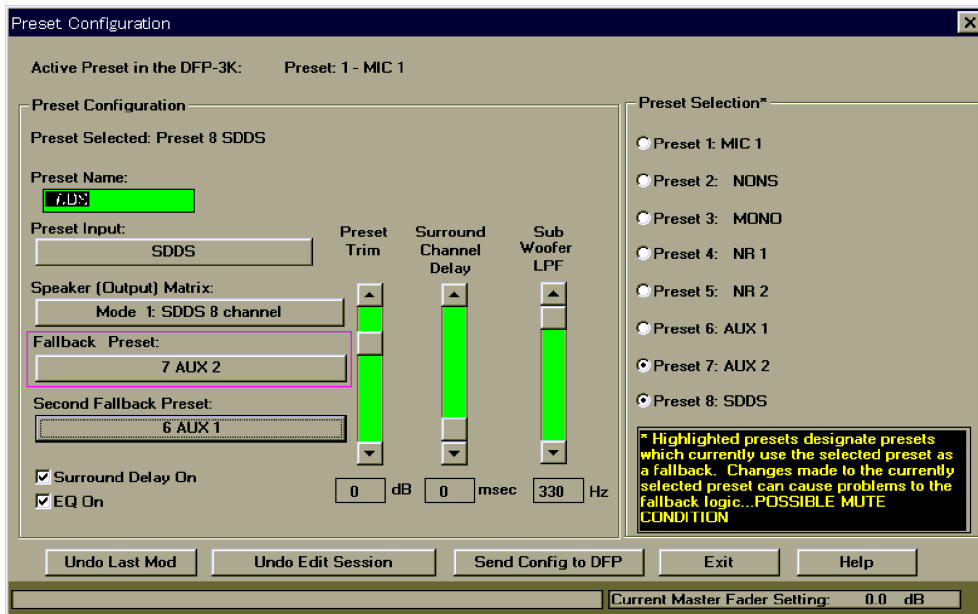 Preset Configuration
Active Preset in the DFP-3K: Preset: 1 - MIC 1
Preset Configuration
Preset Selected: Preset 8 SDDS
Preset Name:
Preset Input:
SDDS
Speaker (Output) Matrix:
Mode 1: SDDS 8 channel
Fallback Preset:
7 AUX 2
Second Fallback Preset:
6 AUX 1
Surround Delay On
EQ On
Preset Trim
Surround Channel Delay
Sub Woofer LPF
0 dB
0 msec
330 Hz
Preset Selection*
Preset 1: MIC 1
Preset 2: NONS
Preset 3: MONO
Preset 4: NR 1
Preset 5: NR 2
Preset 6: AUX 1
Preset 7: AUX 2
Preset 8: SDDS
* Highlighted presets designate presets
which currently use the selected preset as
a fallback. Changes made to the currently
selected preset can cause problems to the
fallback logic...POSSIBLE MUTE
CONDITION
Undo Last Mod
Undo Edit Session
Send Config to DFP
Exit
Help
Current Master Fader Setting: 0.0 dB